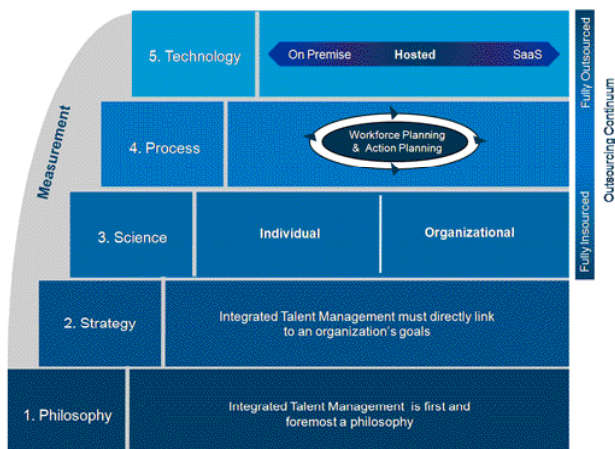 5. Technology
On Premise Hosted SaaS
4. Process
Workforce Planning
& Action Planning
3. Science
Individual
Organizational
2. Strategy
Integrated Talent Management must directly link
to an organization's goals
1. Philosophy
Integrated Talent Management is first and
foremost a philosophy
Measurement
Fully Outsourced
Fully Insourced
Outsourcing Continuum